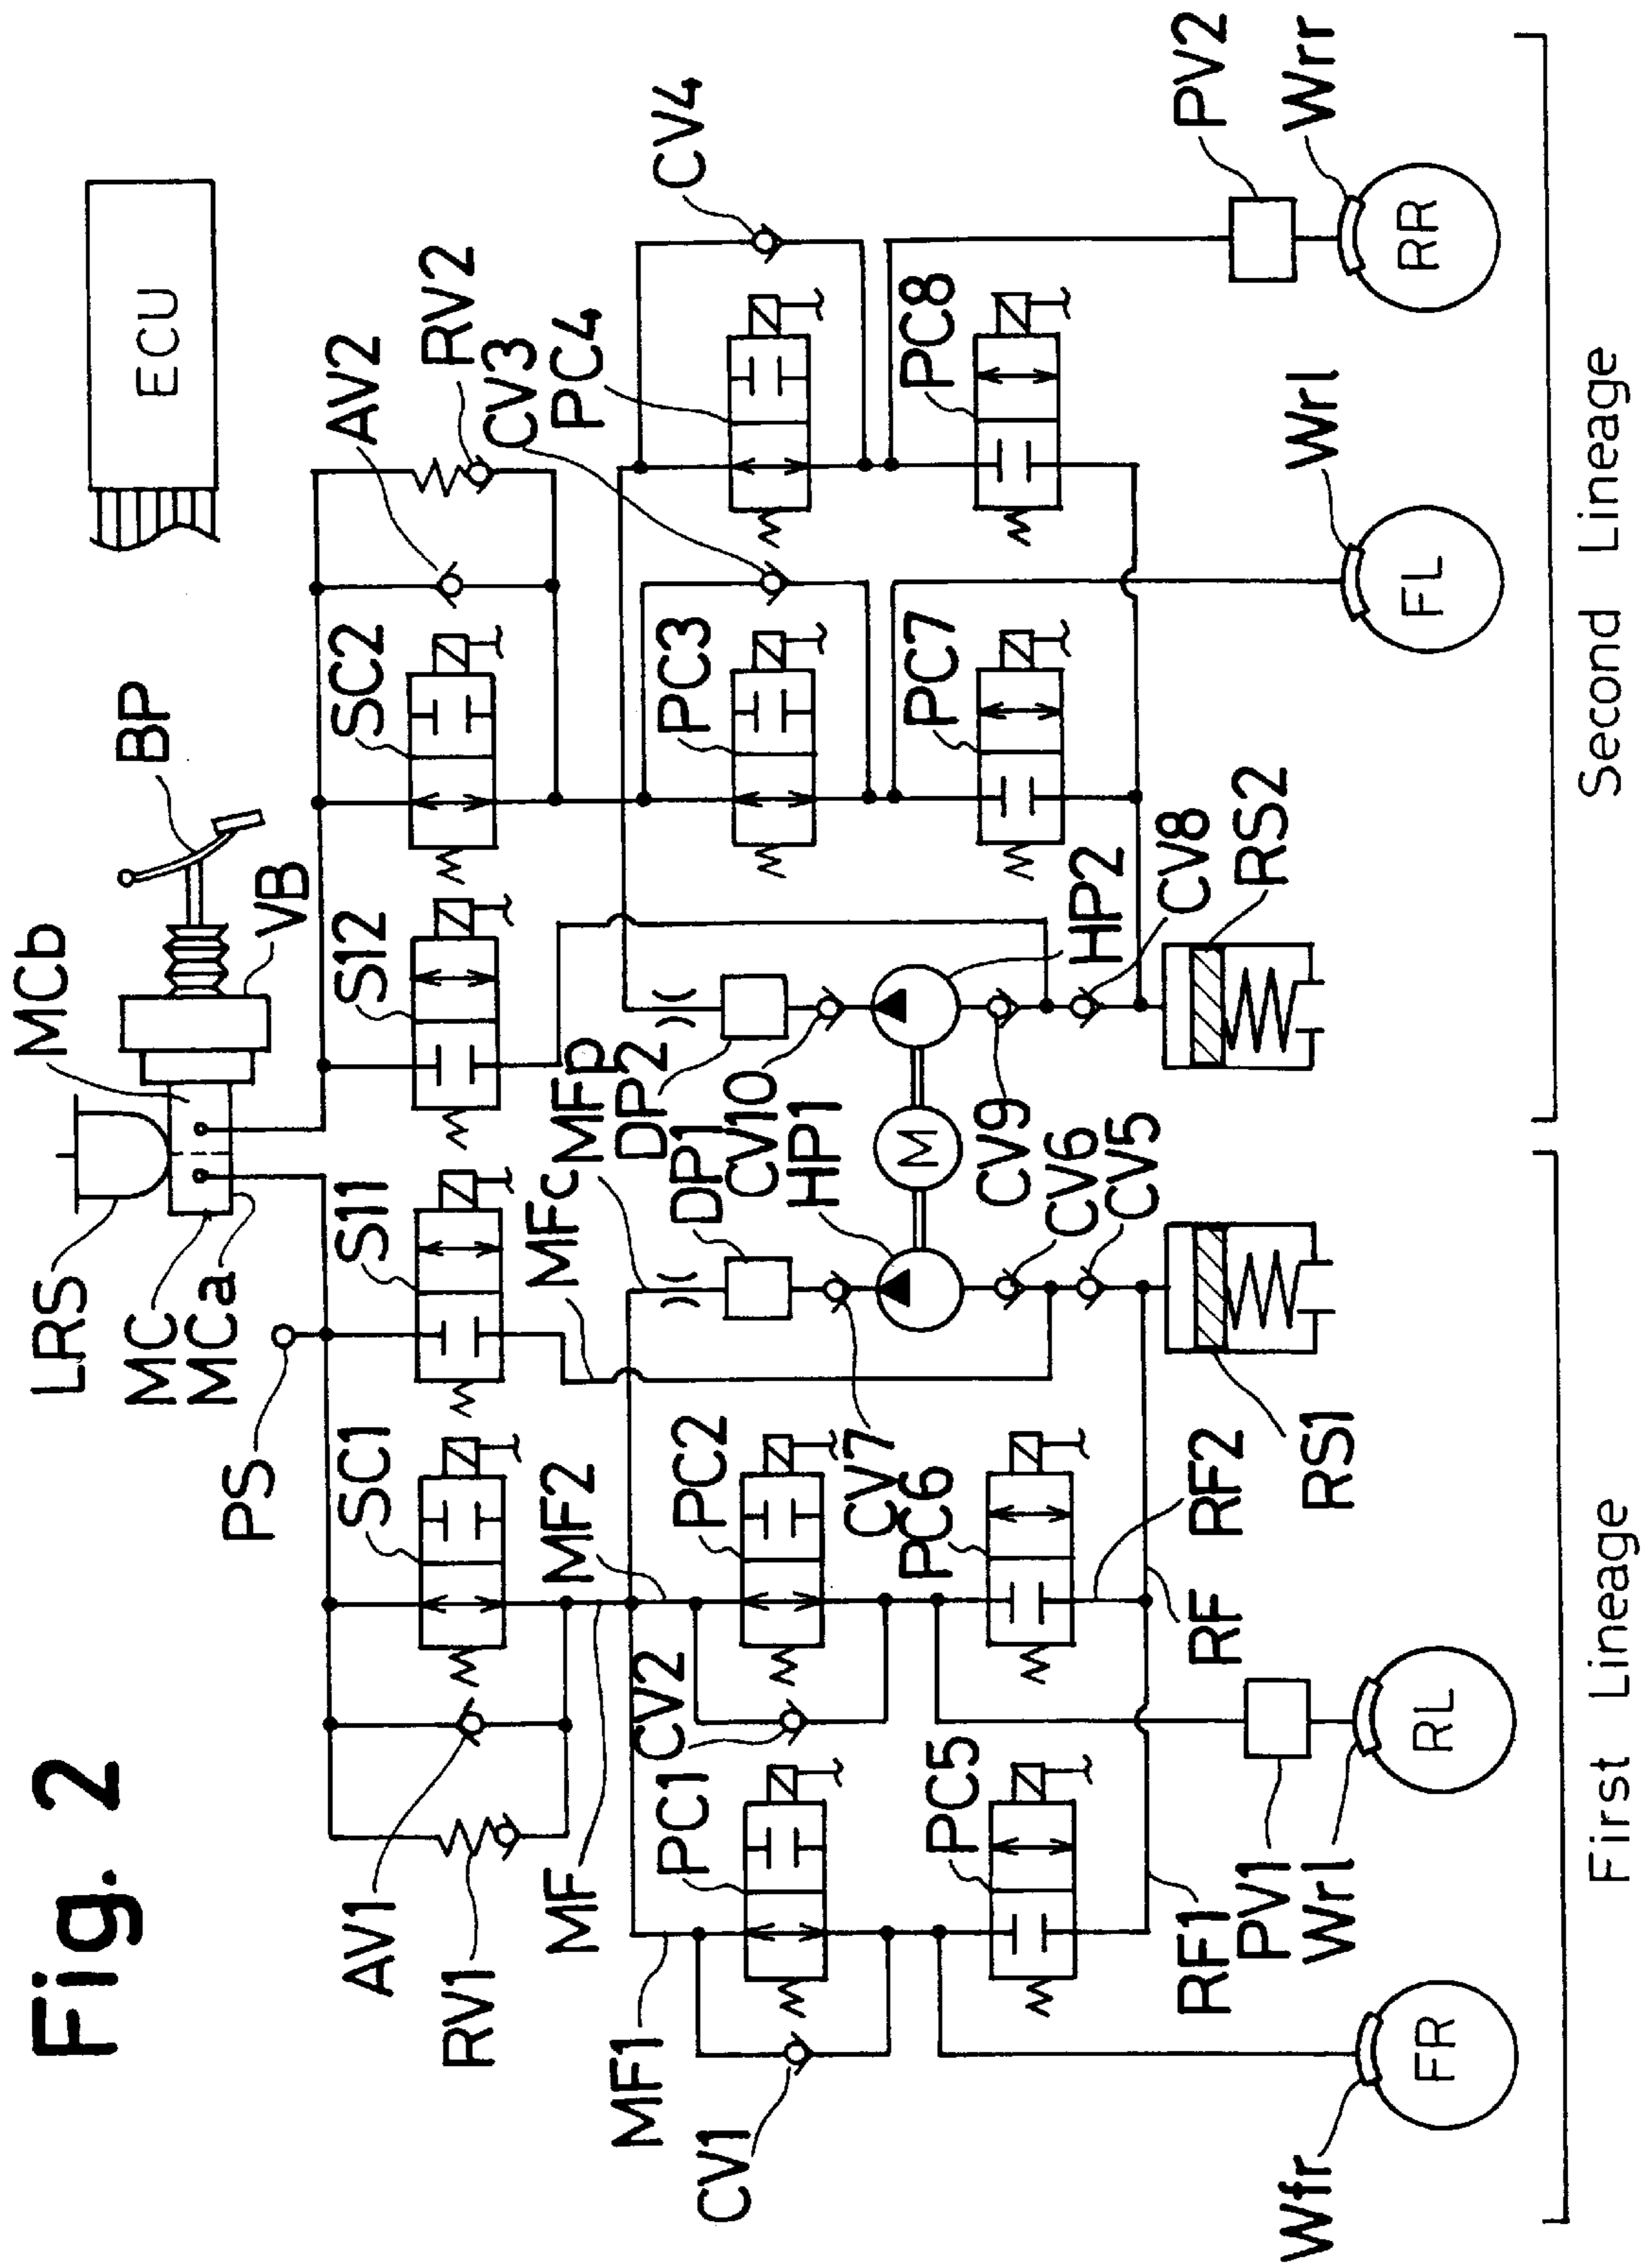 Fig. 2
LRS
MC
MCa
MCb
BP
VB
ECU
PS
AV1
RV1
SC1
SI1
SI2
SC2
AV2
RV2
CV3
PC4
CV4
MF
MF2
MFc
MFp
DP2
DP1
CV10
HP1
MF1
CV1
PC1
CV2
PC2
CV7
PC6
PC5
M
HP2
PC3
PC7
PC8
CV9
CV6
CV5
CV8
RS2
RS1
RF2
RF
RF1
PV1
Wrl
Wfr
FR
RL
Wrl
FL
PV2
Wrr
RR
First Lineage
Second Lineage